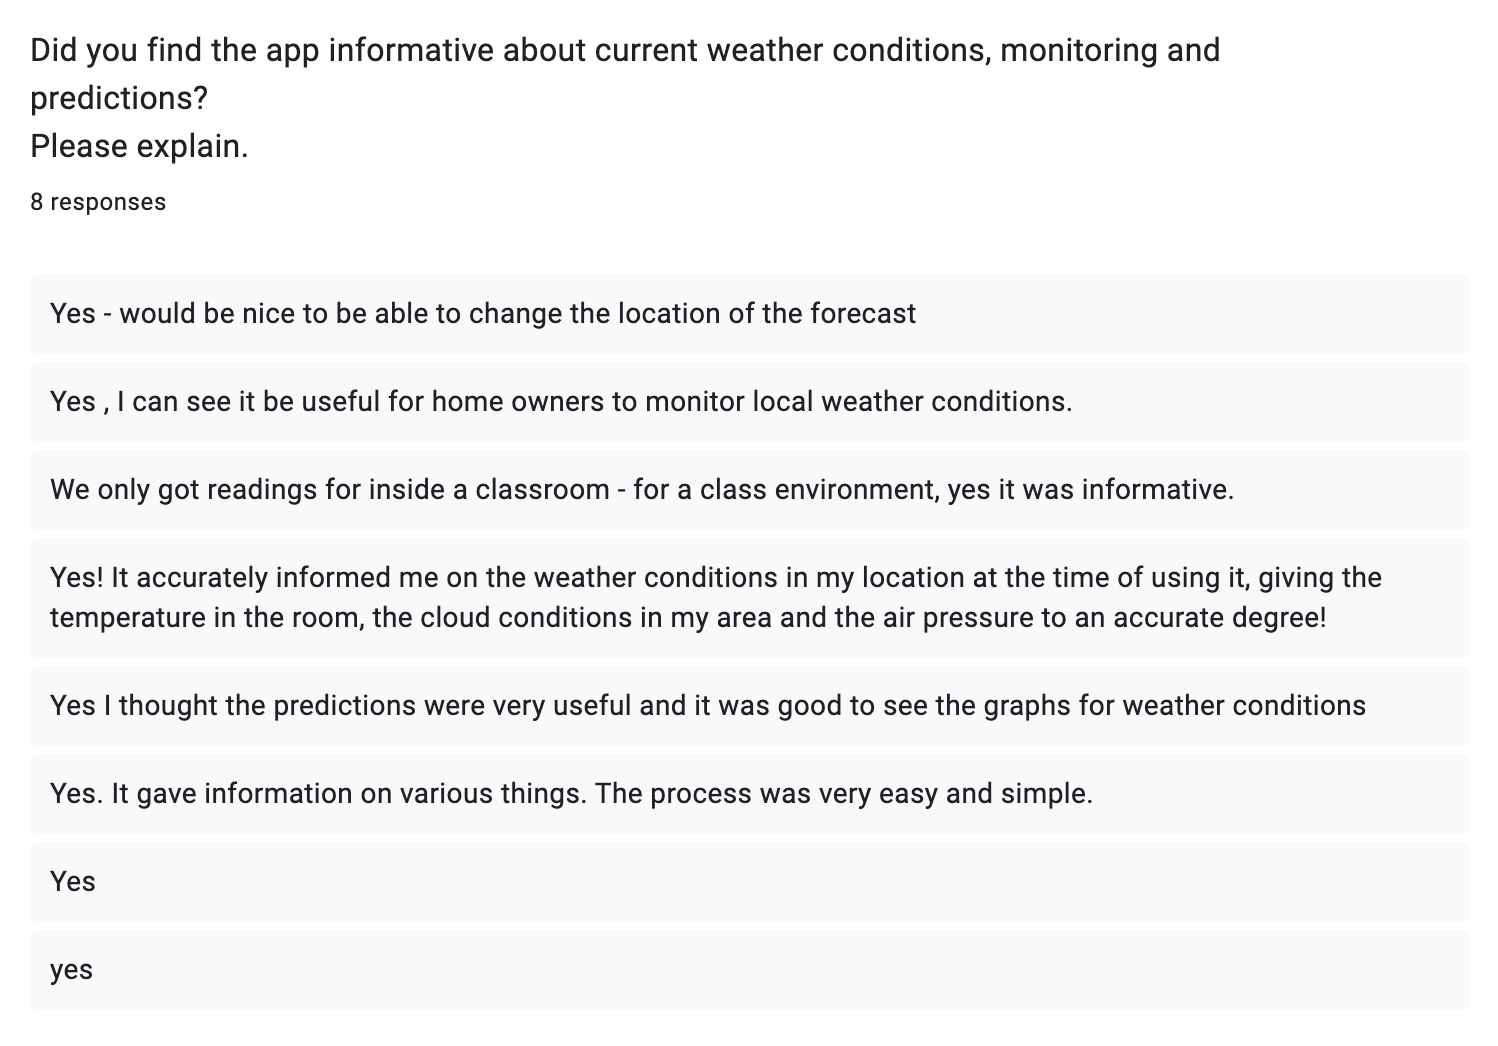 Did you find the app informative about current weather conditions, monitoring and
predictions?
Please explain.
8 responses
Yes - would be nice to be able to change the location of the forecast
Yes , I can see it be useful for home owners to monitor local weather conditions.
We only got readings for inside a classroom - for a class environment, yes it was informative.
Yes! It accurately informed me on the weather conditions in my location at the time of using it, giving the
temperature in the room, the cloud conditions in my area and the air pressure to an accurate degree!
Yes I thought the predictions were very useful and it was good to see the graphs for weather conditions
Yes. It gave information on various things. The process was very easy and simple.
Yes
yes